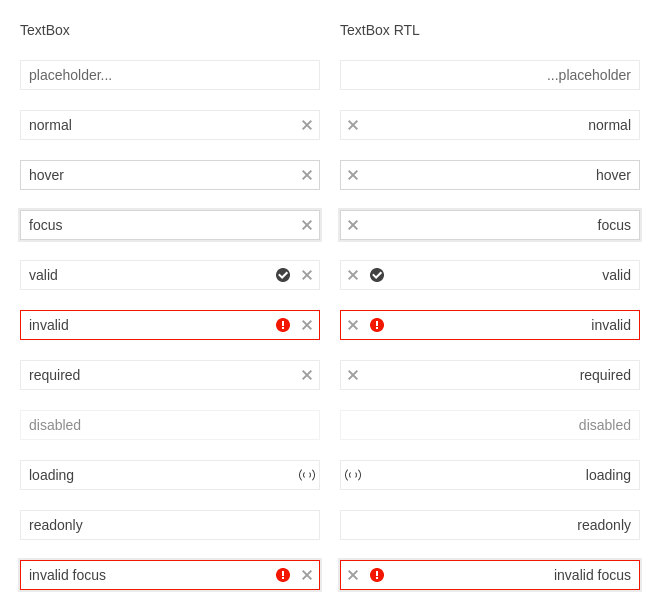 TextBox
placeholder...
normal
hover
focus
valid
invalid
required
disabled
loading
readonly
invalid focus
TextBox RTL
...placeholder
normal
hover
focus
valid
invalid
required
disabled
loading
readonly
invalid focus